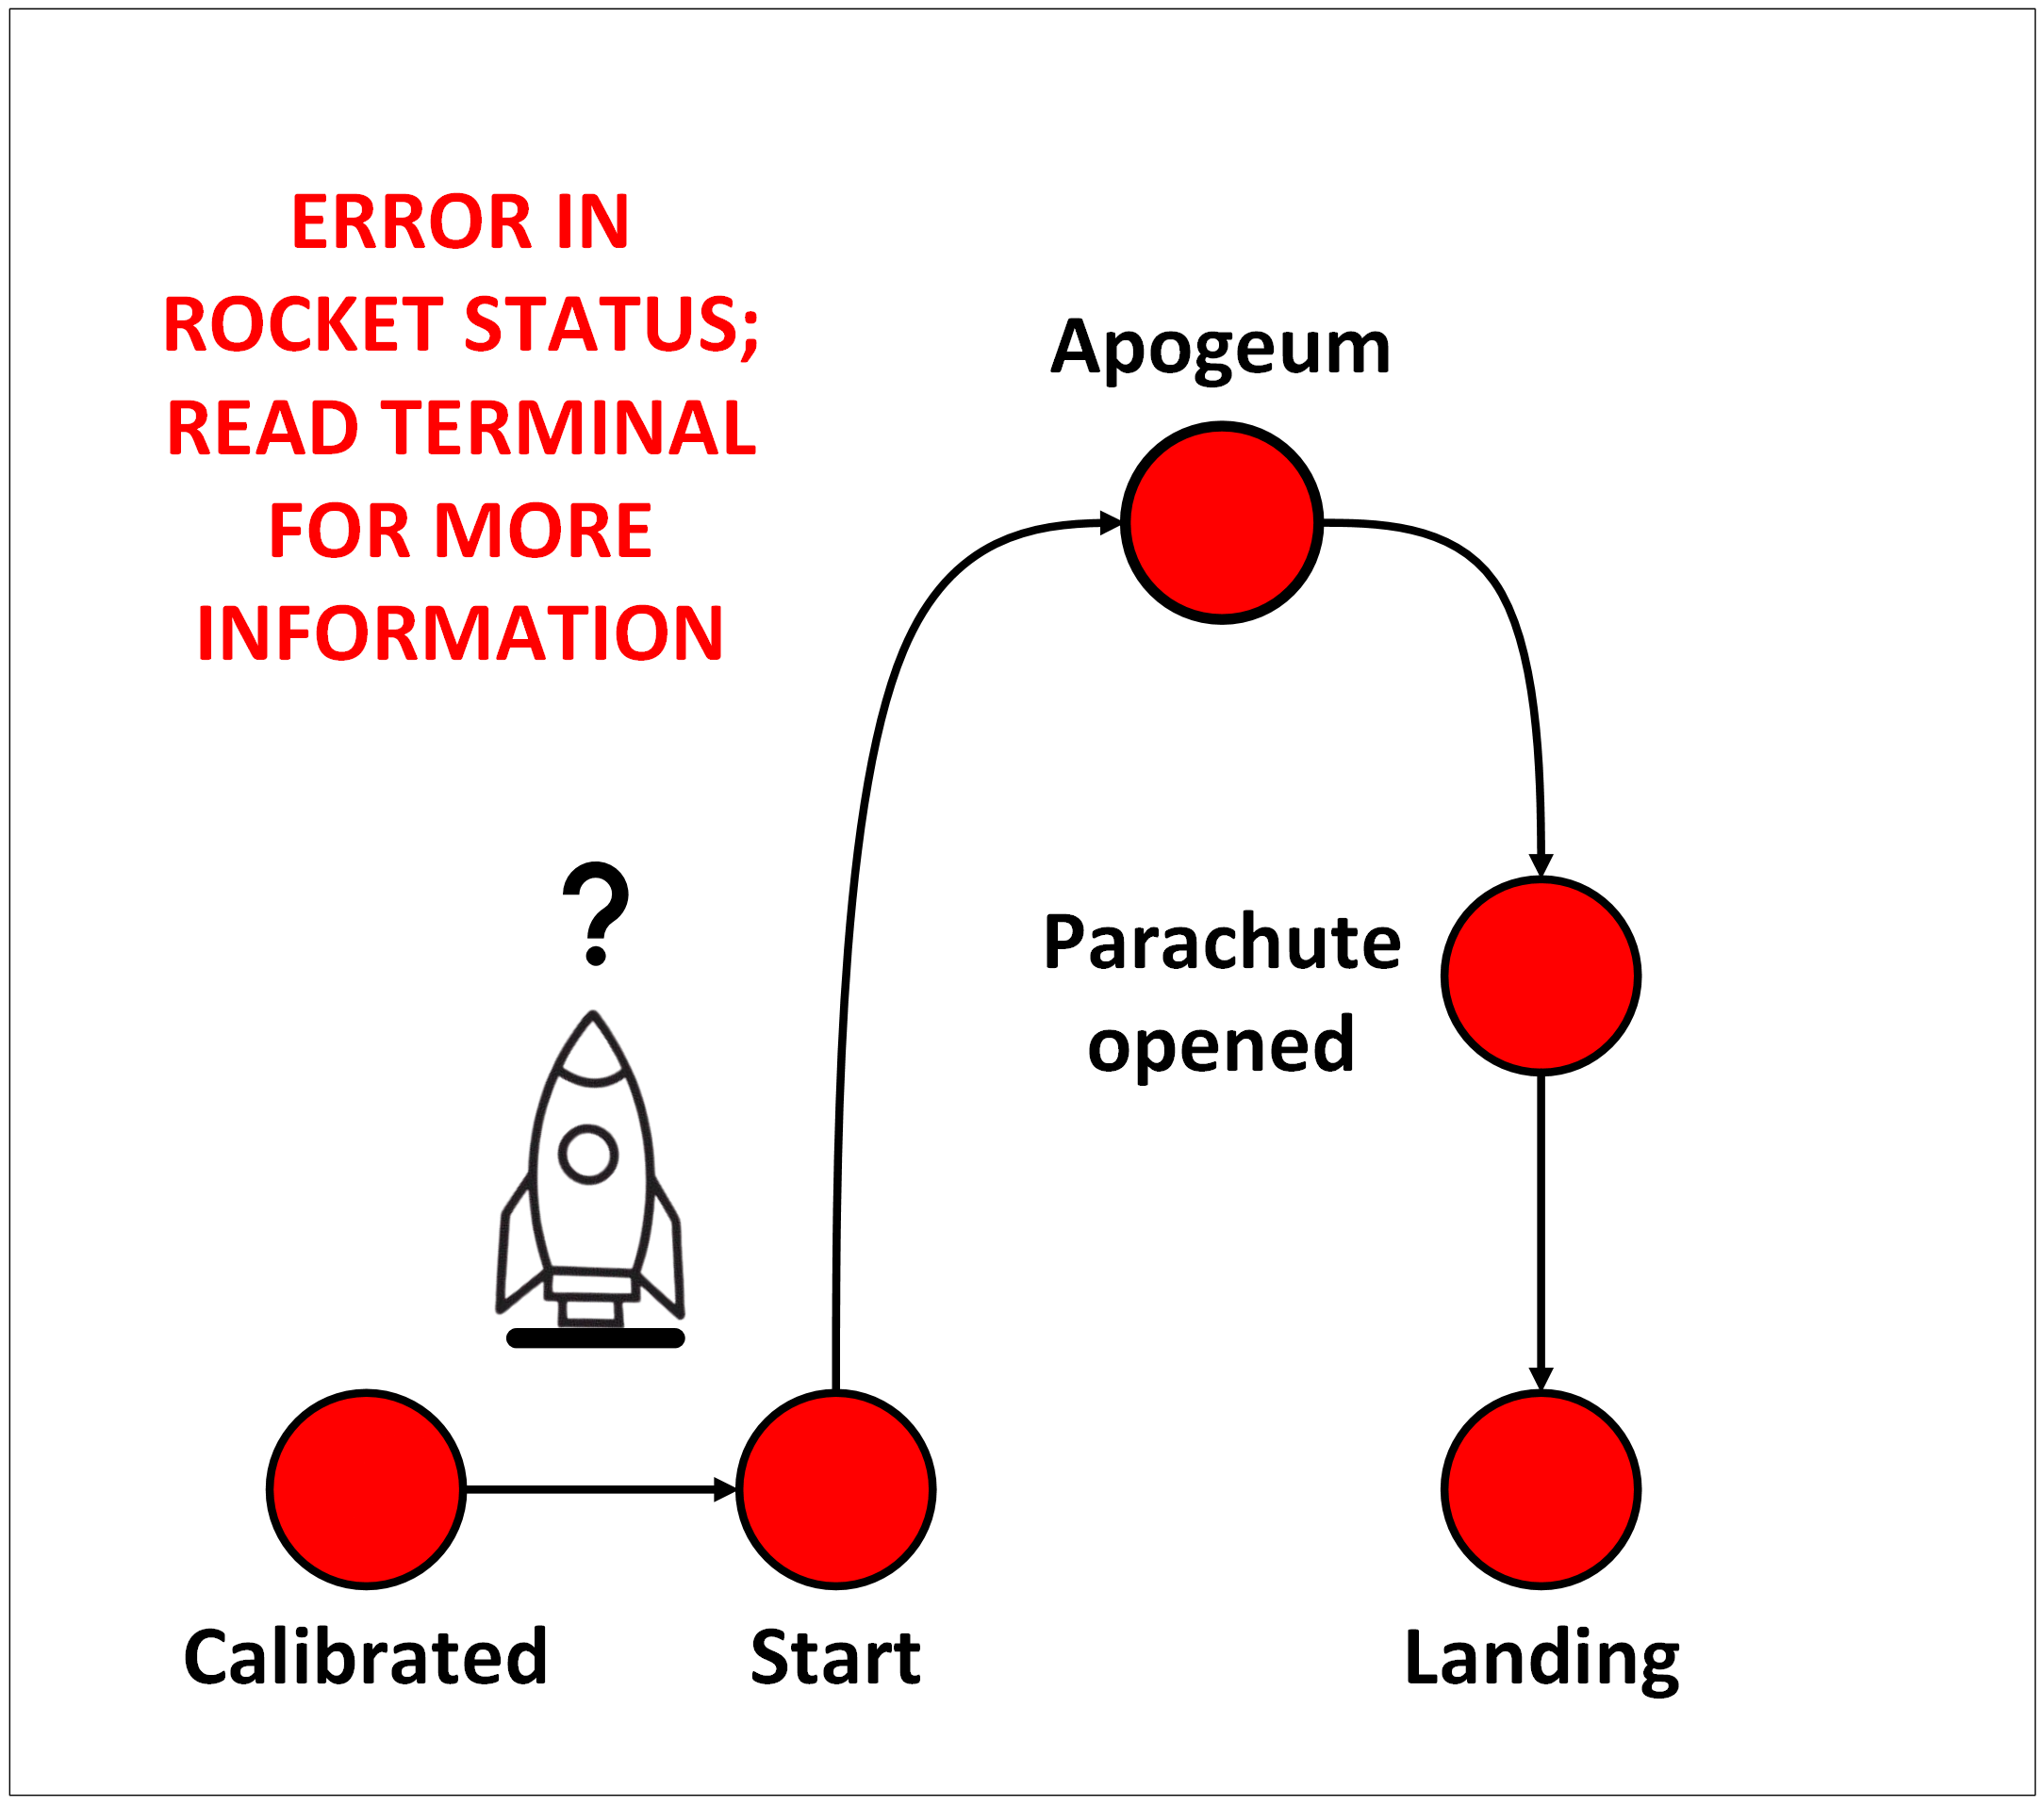 ERROR IN
ROCKET STATUS;
READ TERMINAL
FOR MORE
INFORMATION
Apogeum
?
Parachute
opened
Calibrated
Start
Landing